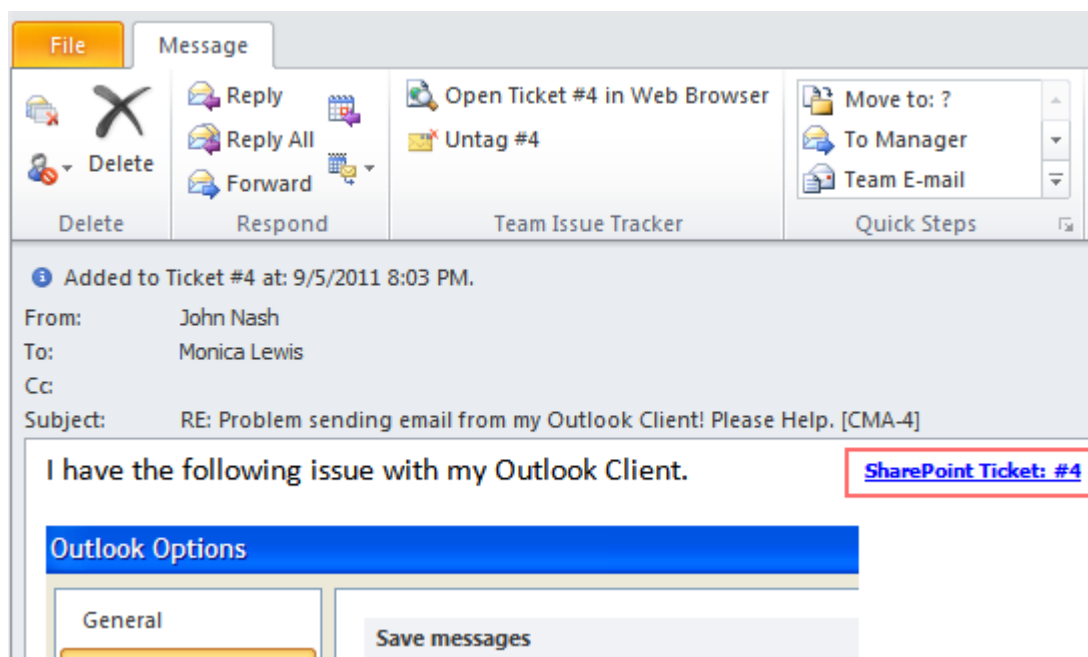 File Message
Reply
Reply All
Delete
Forward
Open Ticket #4 in Web Browser
Untag #4
Move to: ?
To Manager
Team E-mail
Delete Respond Team Issue Tracker Quick Steps
Added to Ticket #4 at: 9/5/2011 8:03 PM.
From: John Nash
To: Monica Lewis
Cc:
Subject: RE: Problem sending email from my Outlook Client! Please Help. [CMA-4]
I have the following issue with my Outlook Client. SharePoint Ticket: #4
Outlook Options
General
Save messages